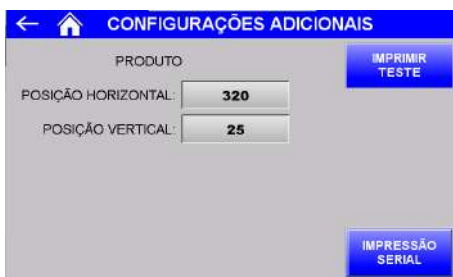 CONFIGURAÇÕES ADICIONAIS
PRODUTO
IMPRIMIR
TESTE
POSIÇÃO HORIZONTAL: 320
POSIÇÃO VERTICAL: 25
IMPRESSÃO
SERIAL